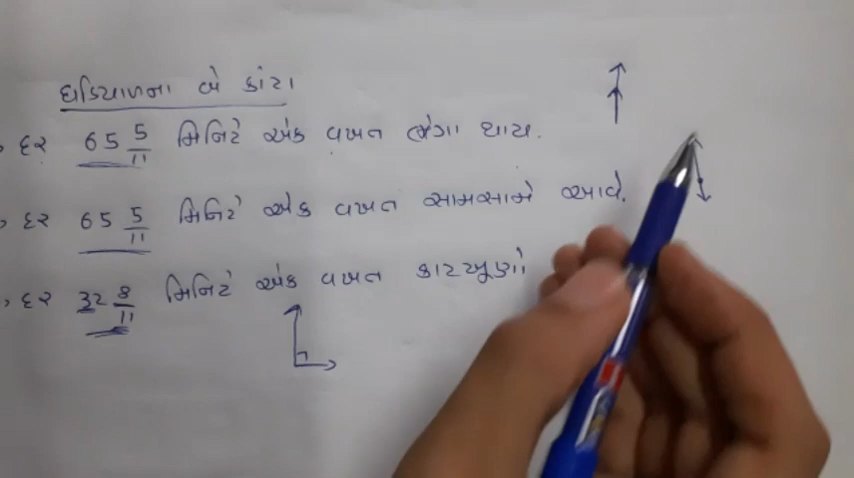 ઘડિયાળના બે કાંટા
દર 65 5/11 મિનિટે એક વખત ભેગા થાય.
દર 65 5/11 મિનિટે એક વખત સામસામે આવે.
દર 32 8/11 મિનિટે એક વખત કાટખૂણો